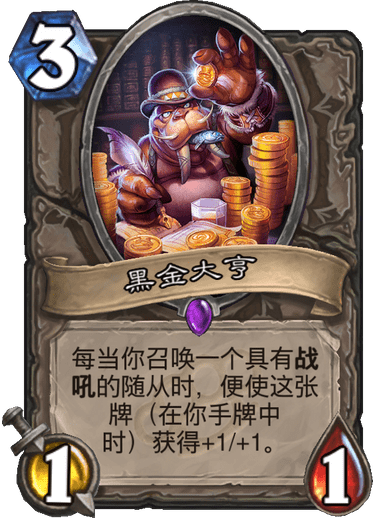 3
黑金大亨
每当你召唤一个具有战
吼的随从时，便使这张
牌（在你手牌中
时）获得+1/+1。
1
1